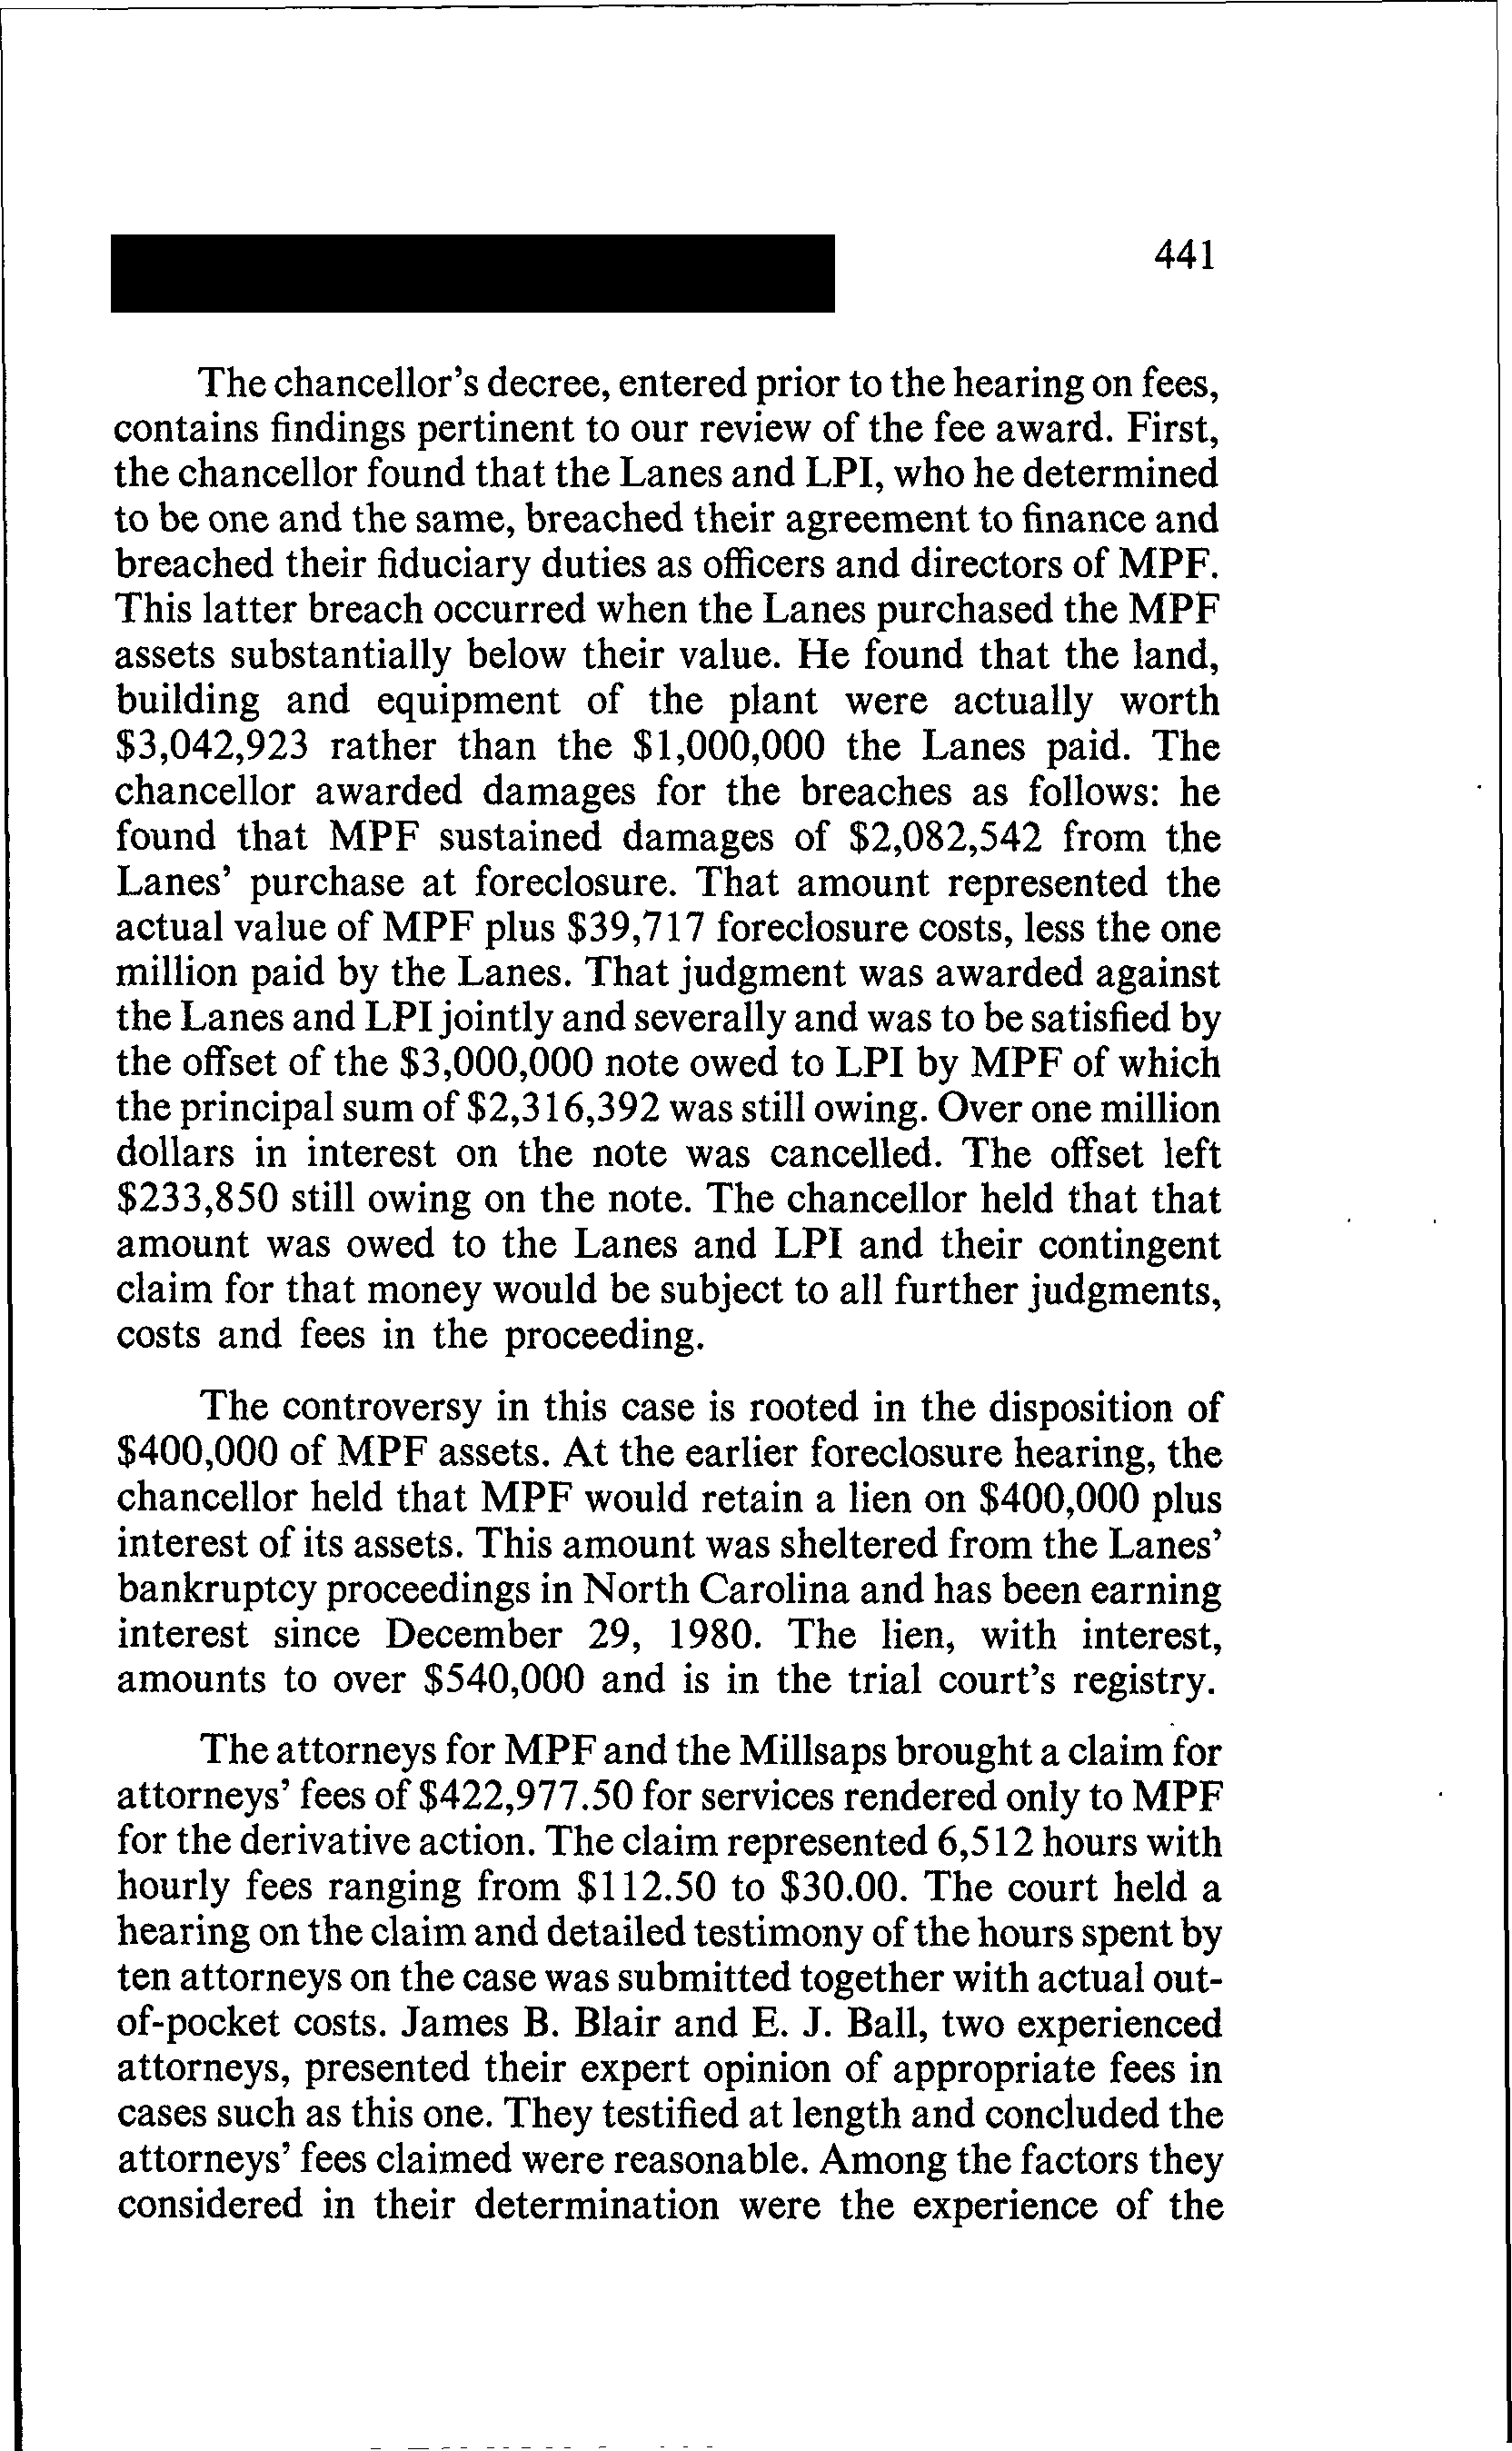 441
The chancellor's decree, entered prior to the hearing on fees,
contains findings pertinent to our review of the fee award. First,
the chancellor found that the Lanes and LPI, who he determined
to be one and the same, breached their agreement to finance and
breached their fiduciary duties as officers and directors of MPF.
This latter breach occurred when the Lanes purchased the MPF
assets substantially below their value. He found that the land,
building and equipment of the plant were actually worth
$3,042,923 rather than the $1,000,000 the Lanes paid. The
chancellor awarded damages for the breaches as follows: he
found that MPF sustained damages of $2,082,542 from the
Lanes' purchase at foreclosure. That amount represented the
actual value of MPF plus $39,717 foreclosure costs, less the one
million paid by the Lanes. That judgment was awarded against
the Lanes and LPI jointly and severally and was to be satisfied by
the offset of the $3,000,000 note owed to LPI by MPF of which
the principal sum of $2,316,392 was still owing. Over one million
dollars in interest on the note was cancelled. The offset left
$233,850 still owing on the note. The chancellor held that that
amount was owed to the Lanes and LPI and their contingent
claim for that money would be subject to all further judgments,
costs and fees in the proceeding.
The controversy in this case is rooted in the disposition of
$400,000 of MPF assets. At the earlier foreclosure hearing, the
chancellor held that MPF would retain a lien on $400,000 plus
interest of its assets. This amount was sheltered from the Lanes'
bankruptcy proceedings in North Carolina and has been earning
interest since December 29, 1980. The lien, with interest,
amounts to over $540,000 and is in the trial court's registry.
The attorneys for MPF and the Millsaps brought a claim for
attorneys' fees of $422,977.50 for services rendered only to MPF
for the derivative action. The claim represented 6,512 hours with
hourly fees ranging from $112.50 to $30.00. The court held a
hearing on the claim and detailed testimony of the hours spent by
ten attorneys on the case was submitted together with actual out-
of-pocket costs. James B. Blair and E. J. Ball, two experienced
attorneys, presented their expert opinion of appropriate fees in
cases such as this one. They testified at length and concluded the
attorneys' fees claimed were reasonable. Among the factors they
considered in their determination were the experience of the